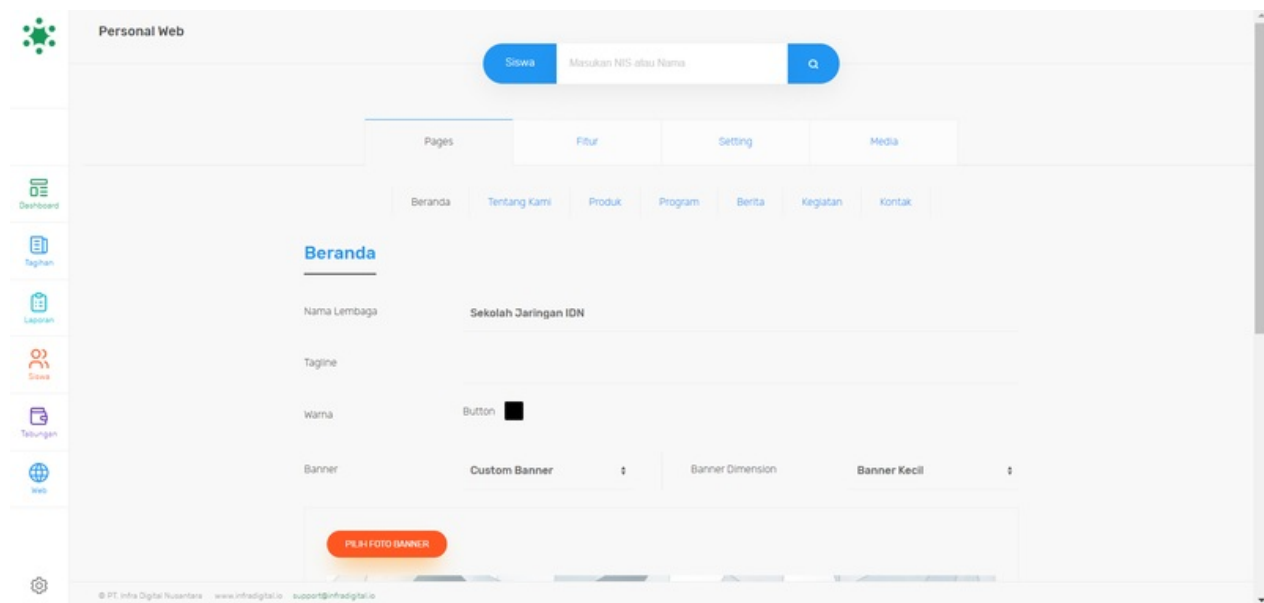 Personal Web
Siswa Masukan NIS atau Nama
Pages Fitur Setting Media
Dashboard
Beranda Tentang Kami Produk Program Berita Kegiatan Kontak
Tagihan
Beranda
Laporan
Nama Lembaga Sekolah Jaringan IDN
Siswa
Tagline
Tabungan
Warna Button
Web
Banner Custom Banner Banner Dimension Banner Kecil
PILIH FOTO BANNER
© PT. Infra Digital Nusantara www.infradigital.io support@infradigital.io